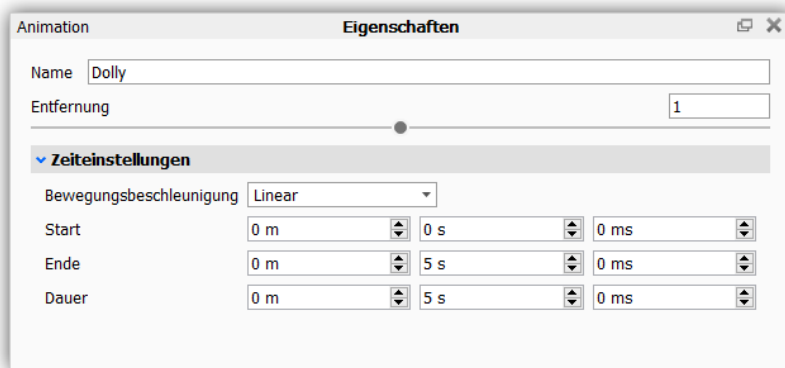 Animation Eigenschaften
Name Dolly
Entfernung 1
Zeiteinstellungen
Bewegungsbeschleunigung Linear
Start 0 m 0 s 0 ms
Ende 0 m 5 s 0 ms
Dauer 0 m 5 s 0 ms